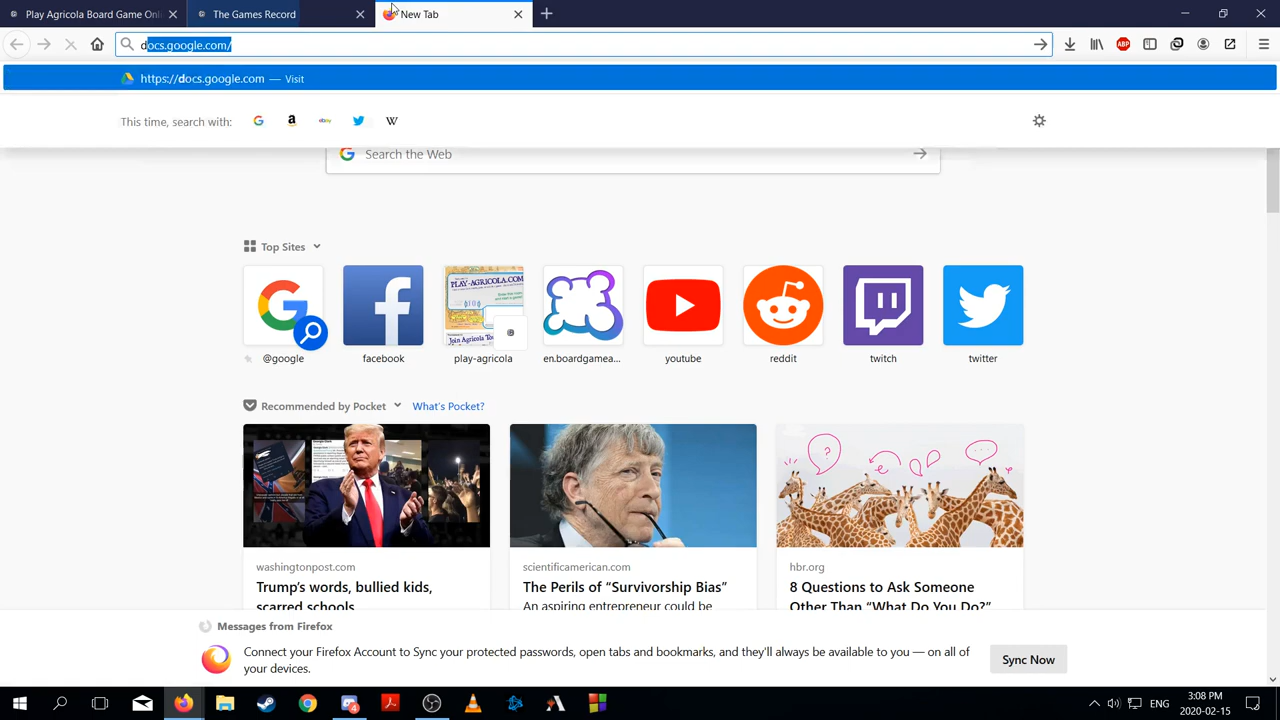 Play Agricola Board Game Onl
The Games Record
New Tab
docs.google.com/
https://docs.google.com — Visit
This time, search with:
Search the Web
Top Sites
PLAY-AGRICOLA.COM
@google
facebook
play-agricola
en.boardgamea...
youtube
reddit
twitch
twitter
Recommended by Pocket
What's Pocket?
washingtonpost.com
Trump's words, bullied kids,
scarred schools
scientificamerican.com
The Perils of “Survivorship Bias”
An aspiring entrepreneur could be
hbr.org
8 Questions to Ask Someone
Other Than “What Do You Do?”
Messages from Firefox
Connect your Firefox Account to Sync your protected passwords, open tabs and bookmarks, and they'll always be available to you — on all of
your devices.
Sync Now
ENG
3:08 PM
2020-02-15